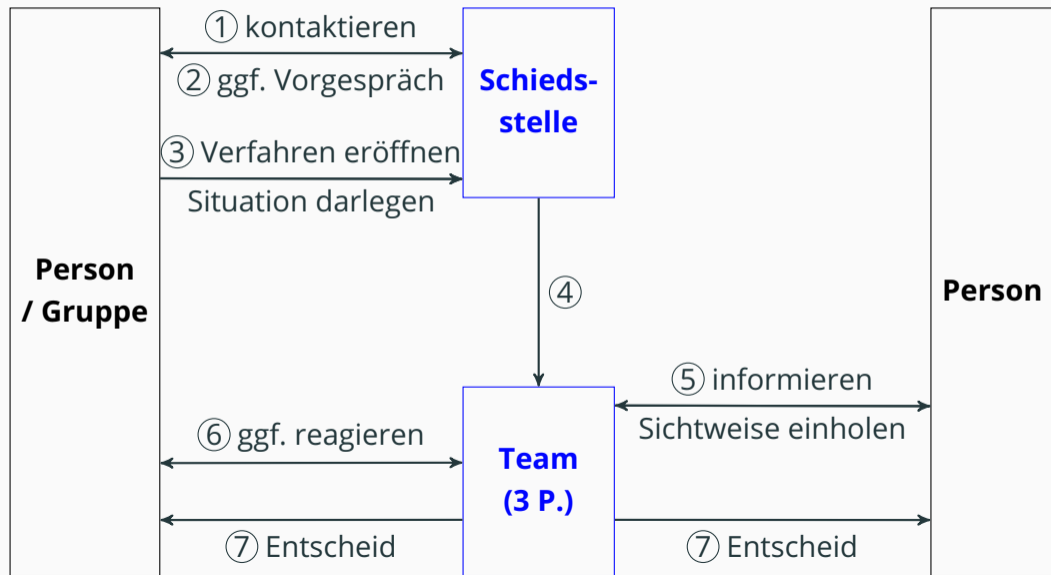 ① kontaktieren
② ggf. Vorgespräch
Schieds-
stelle
③ Verfahren eröffnen
Situation darlegen
Person
/ Gruppe
④
Person
⑤ informieren
Sichtweise einholen
⑥ ggf. reagieren
Team
(3 P.)
⑦ Entscheid
⑦ Entscheid